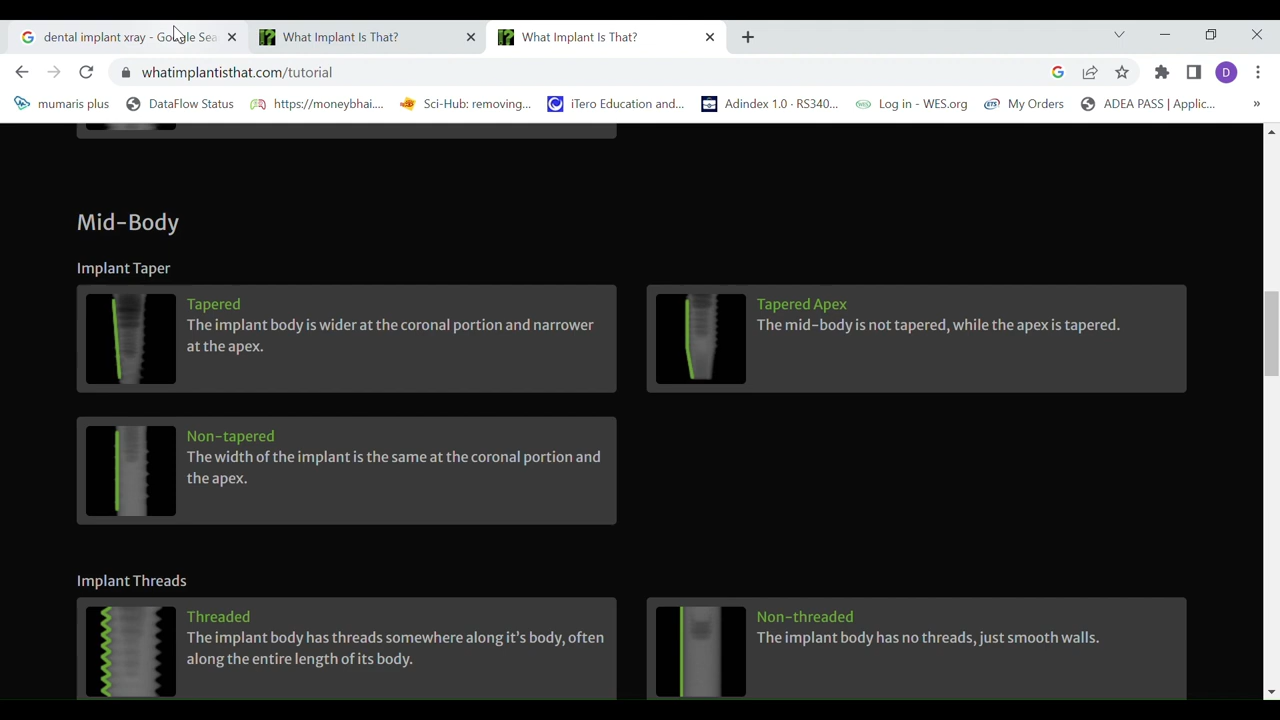 dental implant xray - Google Sea
What Implant Is That?
What Implant Is That?
whatimplantisthat.com/tutorial
D
mumaris plus
DataFlow Status
https://moneybhai....
Sci-Hub: removing...
iTero Education and...
Adindex 1.0 · RS340...
Log in - WES.org
My Orders
ADEA PASS | Applic...
»
Mid-Body
Implant Taper
Tapered
The implant body is wider at the coronal portion and narrower
at the apex.
Tapered Apex
The mid-body is not tapered, while the apex is tapered.
Non-tapered
The width of the implant is the same at the coronal portion and
the apex.
Implant Threads
Threaded
The implant body has threads somewhere along it's body, often
along the entire length of its body.
Non-threaded
The implant body has no threads, just smooth walls.